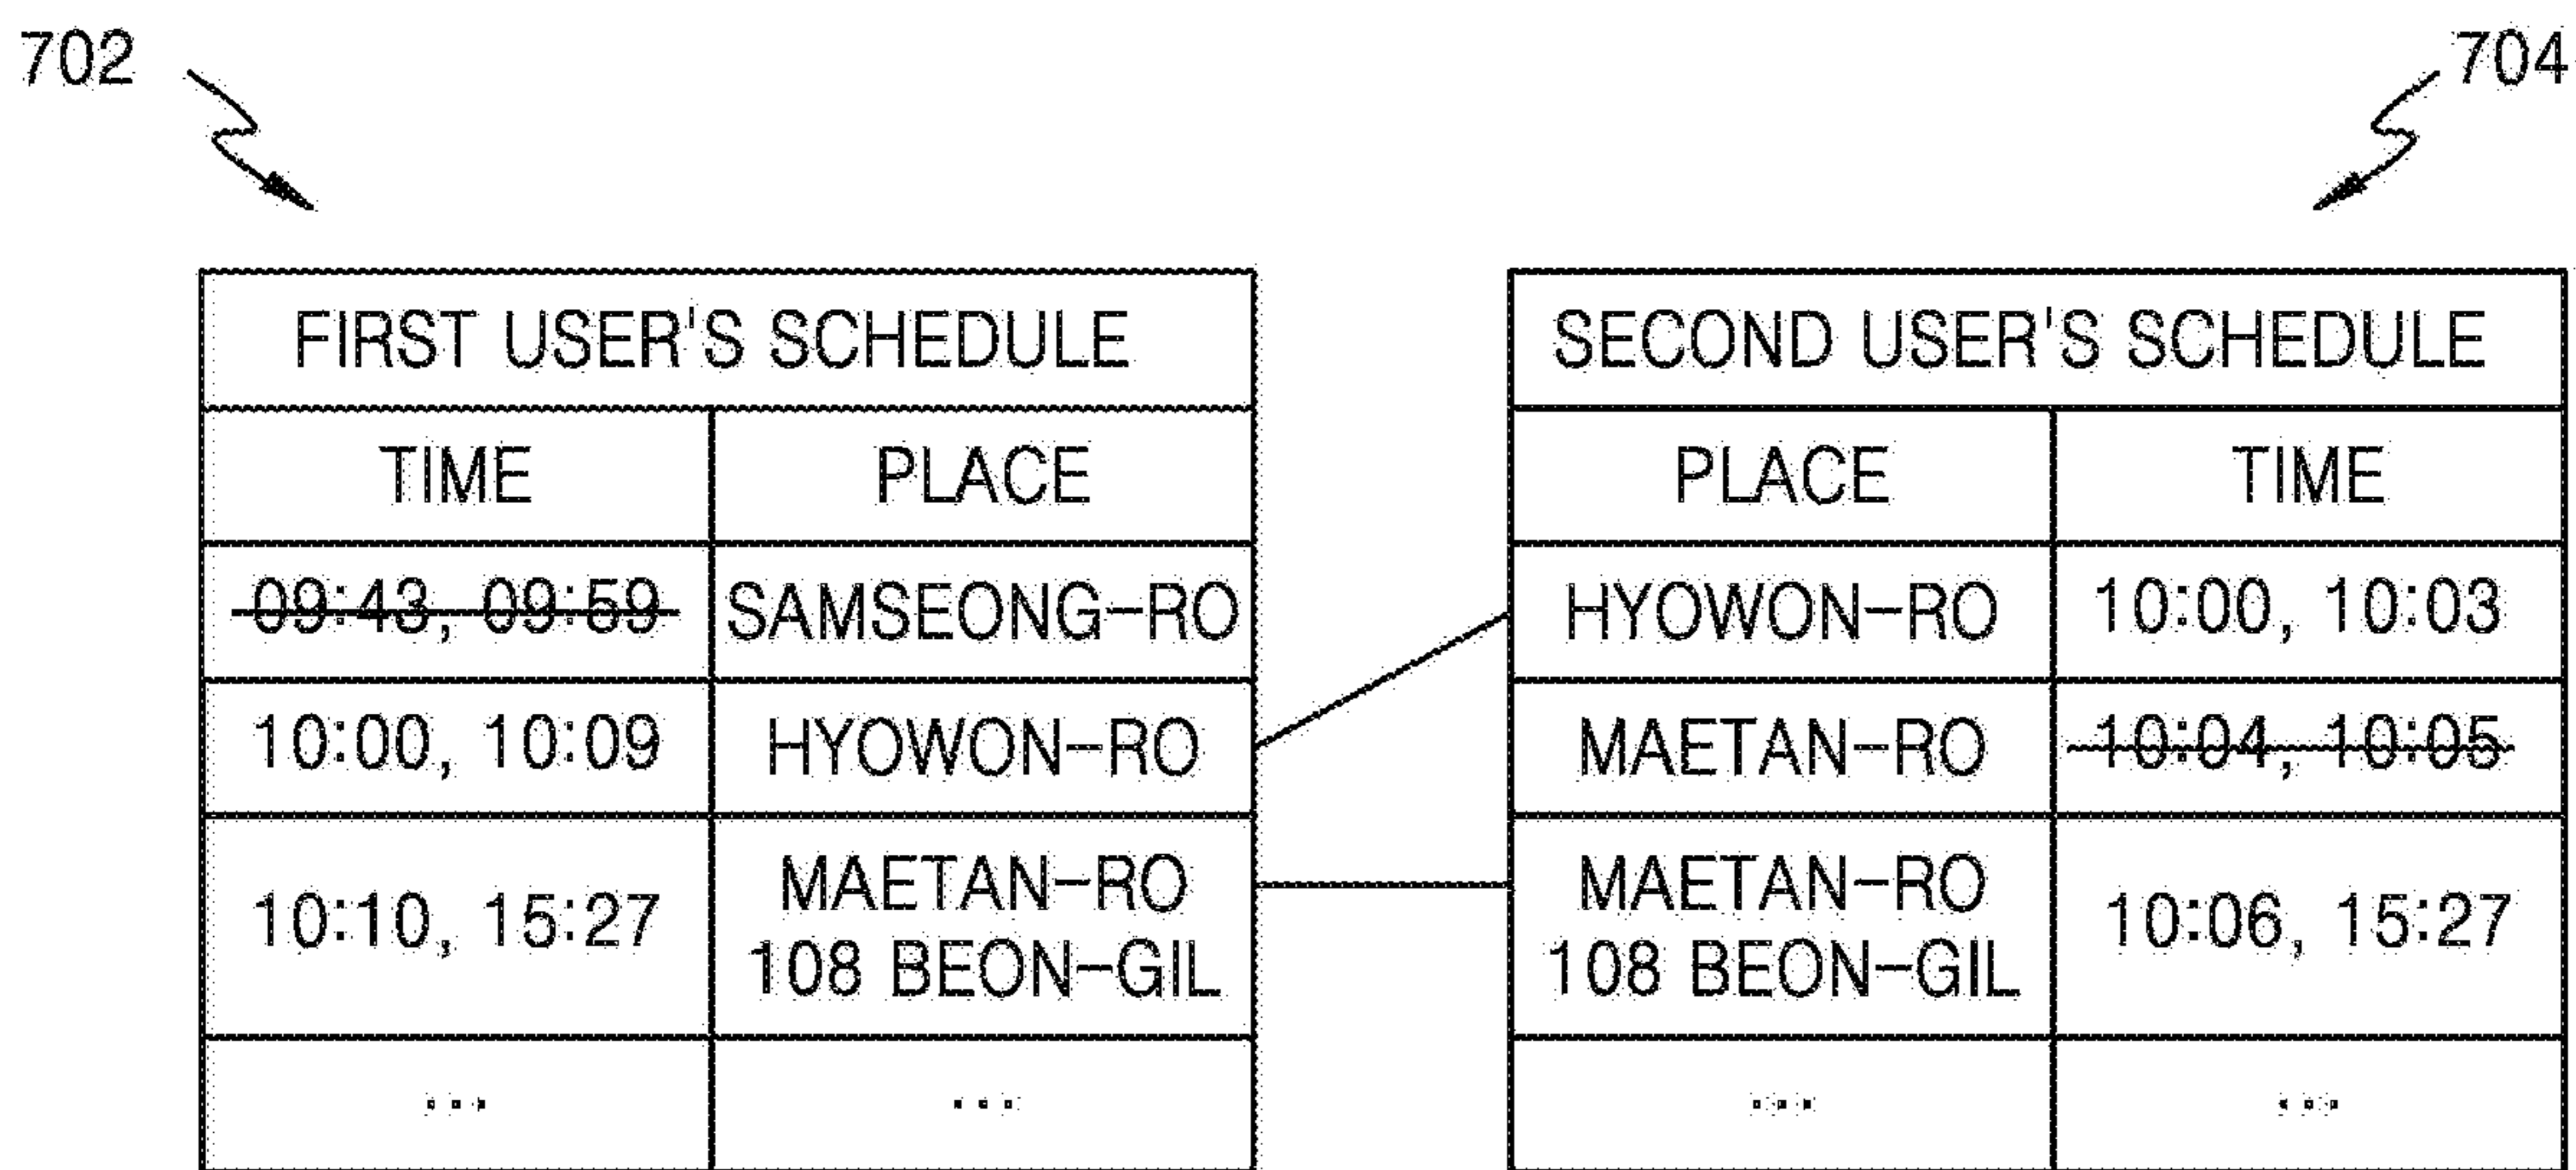 702
704
FIRST USER'S SCHEDULE
TIME PLACE
09:43, 09:59 SAMSEONG-RO
10:00, 10:09 HYOWON-RO
10:10, 15:27 MAETAN-RO
108 BEON-GIL
... ...
SECOND USER'S SCHEDULE
PLACE TIME
HYOWON-RO 10:00, 10:03
MAETAN-RO 10:04, 10:05
MAETAN-RO
108 BEON-GIL 10:06, 15:27
... ...